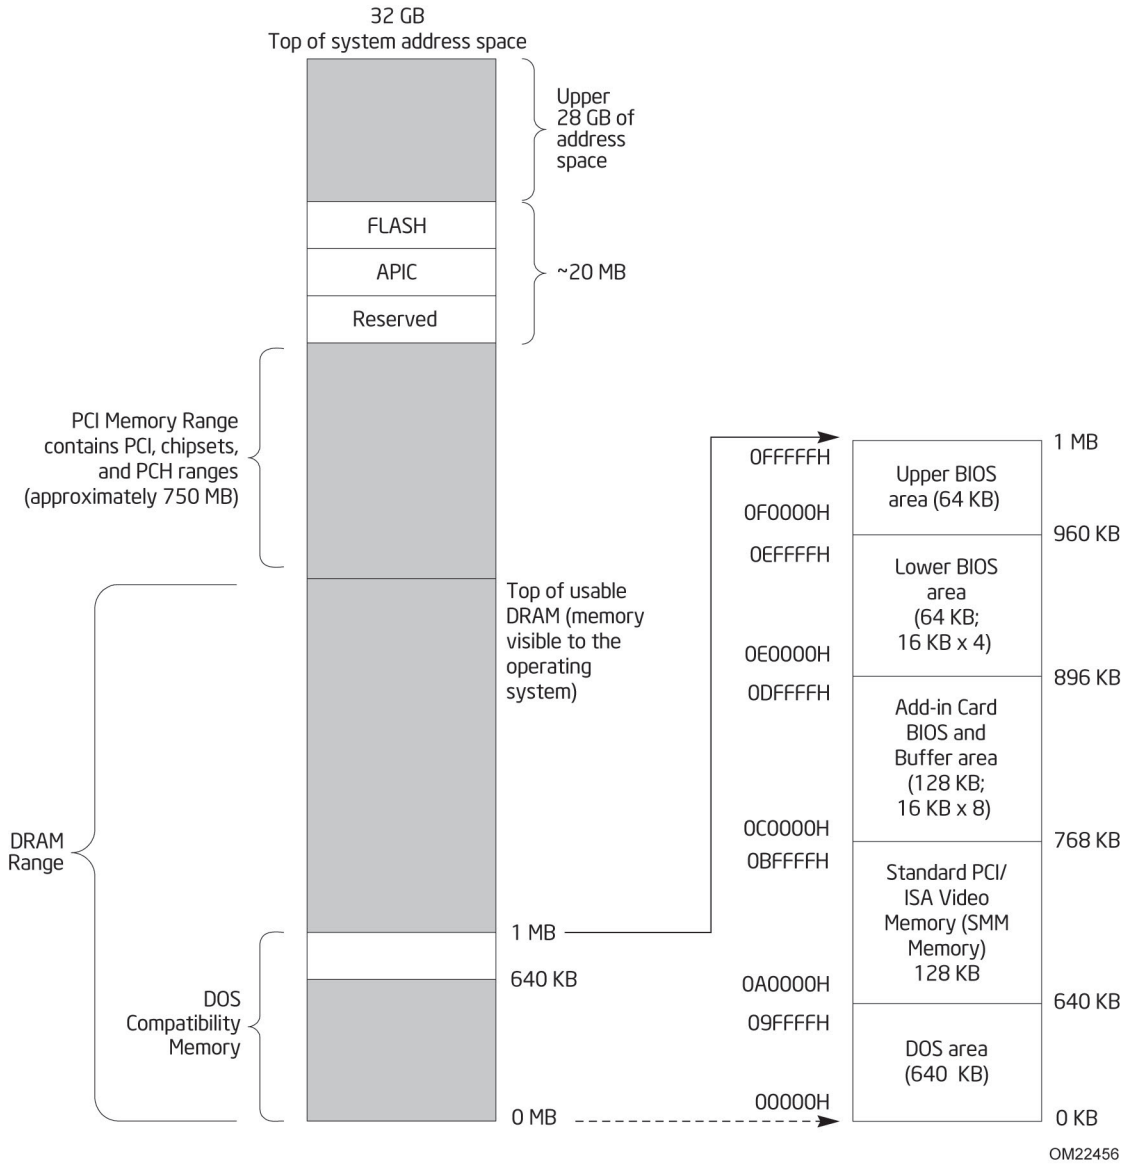 32 GB
Top of system address space
Upper
28 GB of
address
space
FLASH
APIC
~20 MB
Reserved
PCI Memory Range
contains PCI, chipsets,
and PCH ranges
(approximately 750 MB)
Top of usable
DRAM (memory
visible to the
operating
system)
DRAM
Range
1 MB
640 KB
DOS
Compatibility
Memory
0 MB
1 MB
0FFFFFH
Upper BIOS
area (64 KB)
0F0000H
960 KB
0EFFFFH
Lower BIOS
area
(64 KB;
16 KB x 4)
0E0000H
896 KB
0DFFFFH
Add-in Card
BIOS and
Buffer area
(128 KB;
16 KB x 8)
0C0000H
768 KB
0BFFFFH
Standard PCI/
ISA Video
Memory (SMM
Memory)
128 KB
0A0000H
640 KB
09FFFFH
DOS area
(640  KB)
00000H
0 KB
OM22456